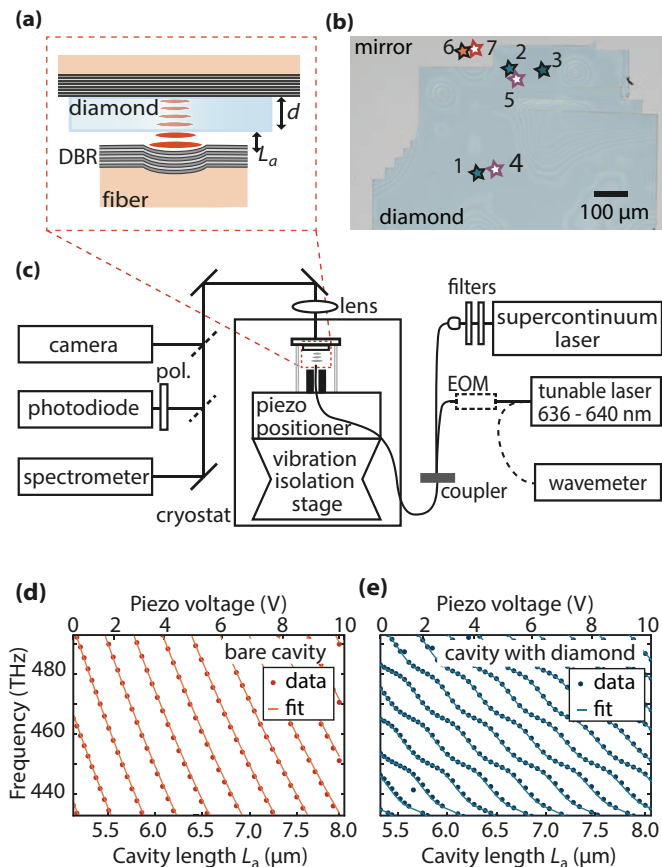 (a)
diamond
d
L_a
DBR
fiber
(b)
mirror
6
7
2
3
5
1
4
diamond
100 μm
(c)
lens
filters
supercontinuum
laser
camera
pol.
photodiode
spectrometer
cryostat
piezo
positioner
vibration
isolation
stage
EOM
tunable laser
636 - 640 nm
coupler
wavemeter
(d)
Piezo voltage (V)
0 2 4 6 8 10
bare cavity
data
fit
Frequency (THz)
480
460
440
5.5 6.0 6.5 7.0 7.5 8.0
Cavity length L_a (μm)
(e)
Piezo voltage (V)
0 2 4 6 8 10
cavity with diamond
data
fit
5.5 6.0 6.5 7.0 7.5 8.0
Cavity length L_a (μm)